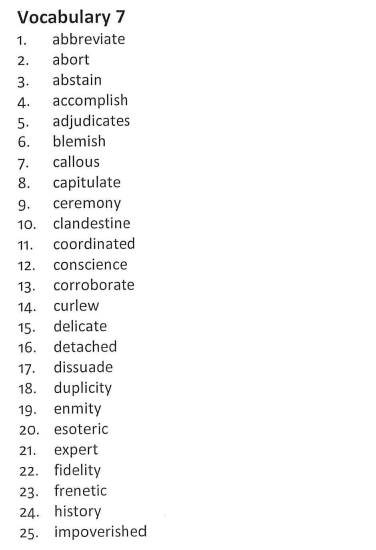 Vocabulary 7
1. abbreviate
2. abort
3. abstain
4. accomplish
5. adjudicates
6. blemish
7. callous
8. capitulate
9. ceremony
10. clandestine
11. coordinated
12. conscience
13. corroborate
14. curlew
15. delicate
16. detached
17. dissuade
18. duplicity
19. enmity
20. esoteric
21. expert
22. fidelity
23. frenetic
24. history
25. impoverished